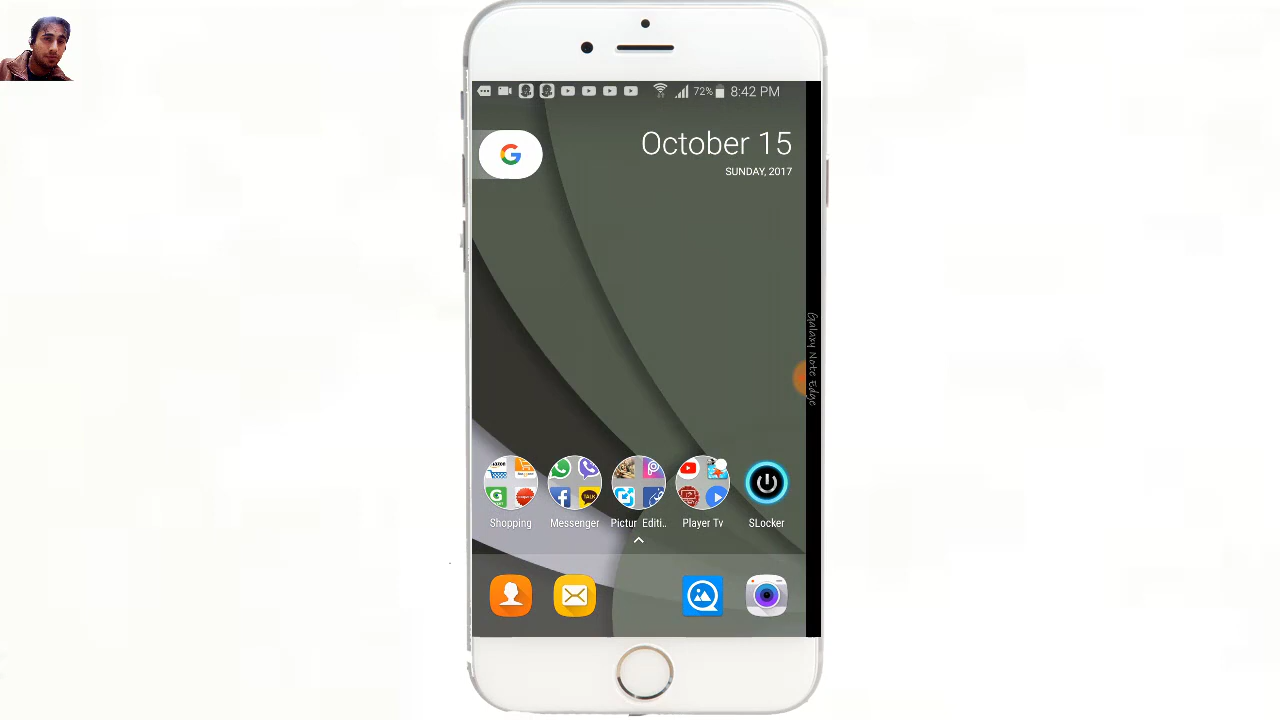 72% 8:42 PM
October 15
SUNDAY, 2017
Galaxy Note Edge
Shopping Messenger Pictur Editi.. Player Tv SLocker